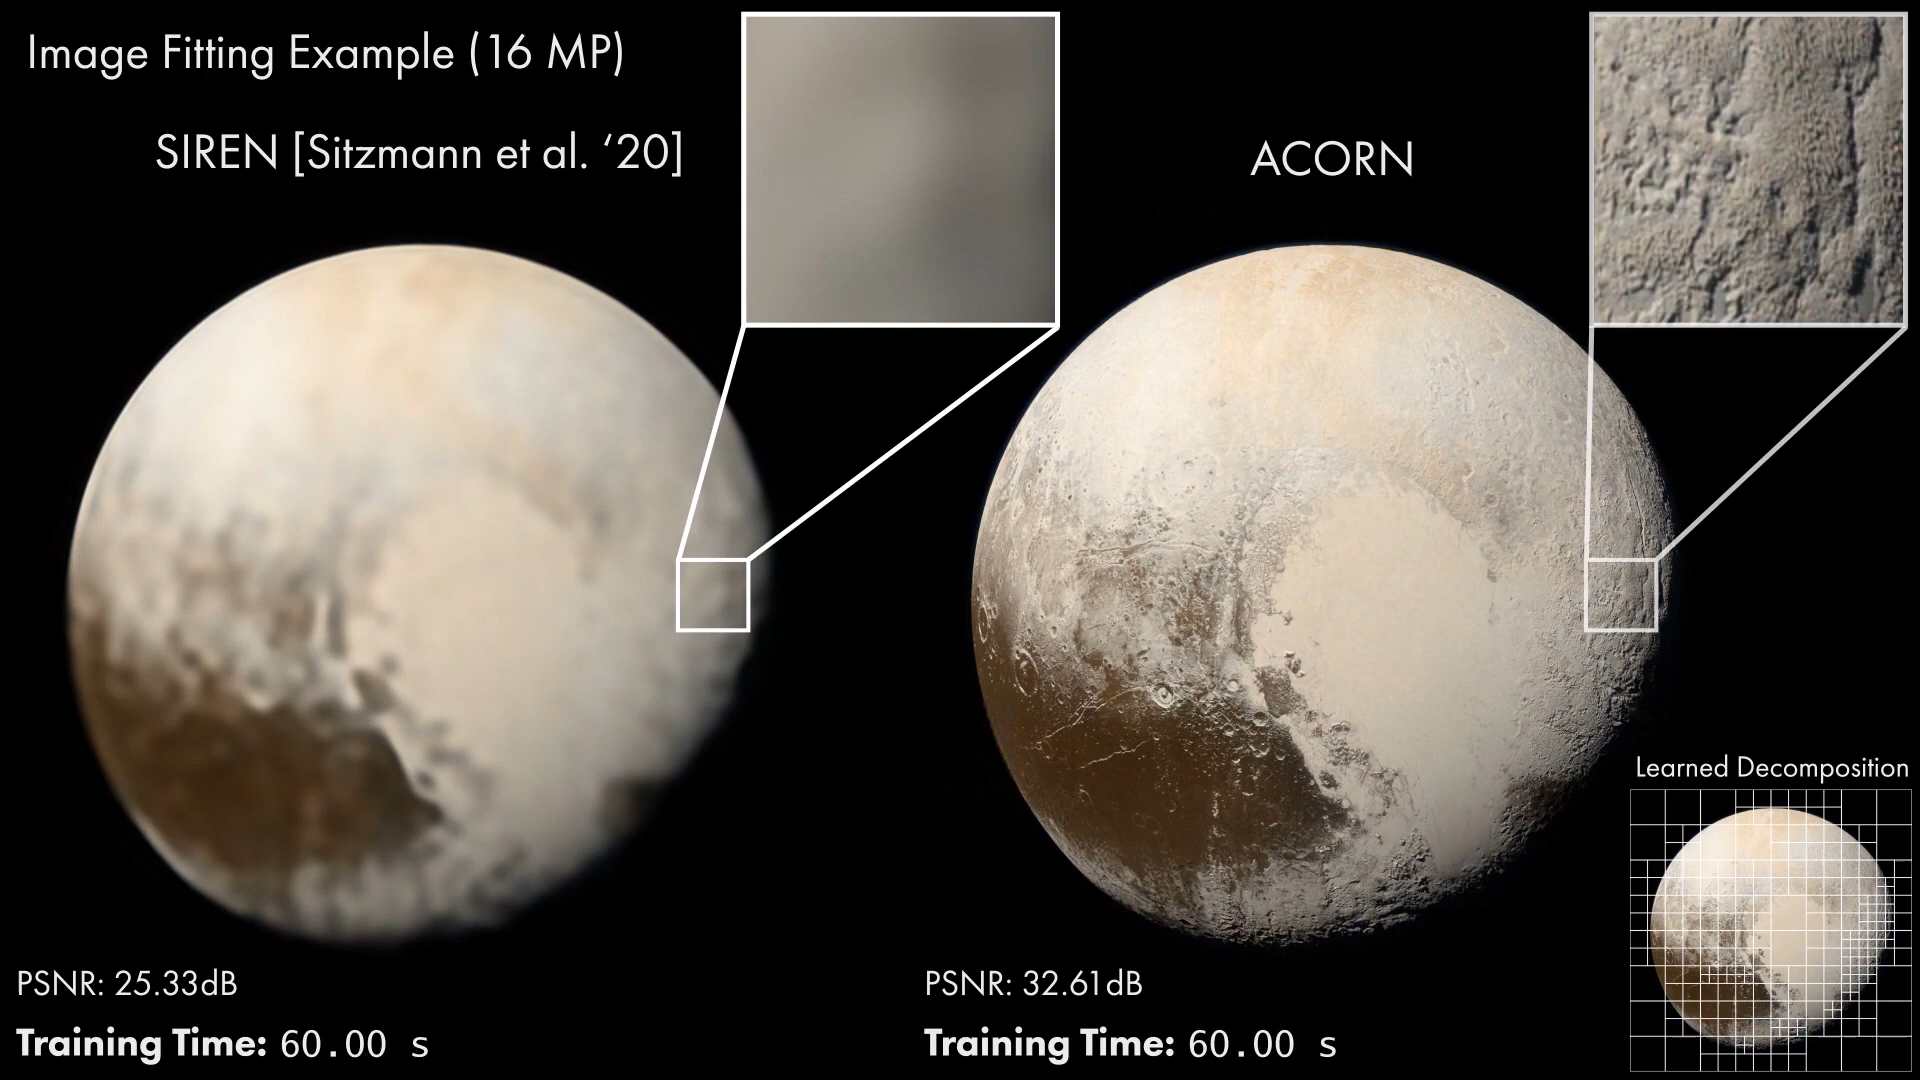 Image Fitting Example (16 MP)
SIREN [Sitzmann et al. ‘20]
ACORN
Learned Decomposition
PSNR: 25.33dB
Training Time: 60.00 s
PSNR: 32.61dB
Training Time: 60.00 s